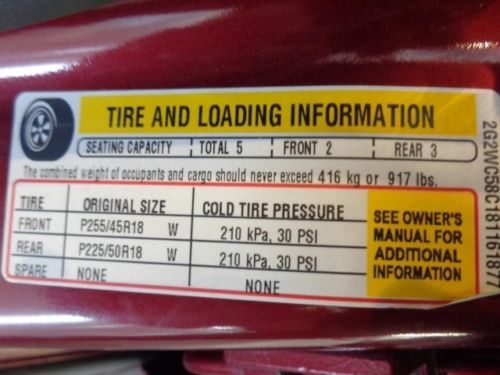 TIRE AND LOADING INFORMATION
SEATING CAPACITY TOTAL 5 FRONT 2 REAR 3
The combined weight of occupants and cargo should never exceed 416 kg or 917 lbs.
TIRE ORIGINAL SIZE COLD TIRE PRESSURE
FRONT P255/45R18 W 210 kPa, 30 PSI
REAR P225/50R18 W 210 kPa, 30 PSI
SPARE NONE NONE
SEE OWNER'S
MANUAL FOR
ADDITIONAL
INFORMATION
2G2WC58C181161877